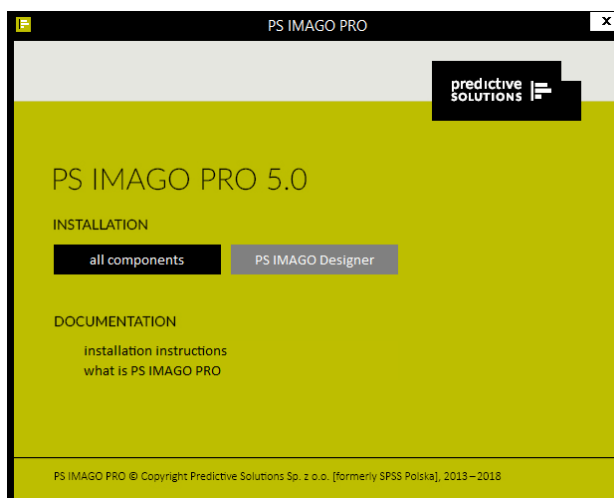 PS IMAGO PRO
X
predictive
SOLUTIONS
PS IMAGO PRO 5.0
INSTALLATION
all components PS IMAGO Designer
DOCUMENTATION
installation instructions
what is PS IMAGO PRO
PS IMAGO PRO © Copyright Predictive Solutions Sp. z o.o. [formerly SPSS Polska], 2013–2018